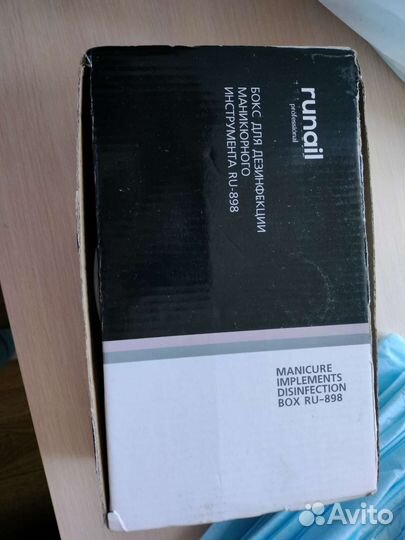 runail
professional
БОКС ДЛЯ ДЕЗИНФЕКЦИИ
МАНИКЮРНОГО
ИНСТРУМЕНТА RU-898
MANICURE
IMPLEMENTS
DISINFECTION
BOX RU-898
Avito